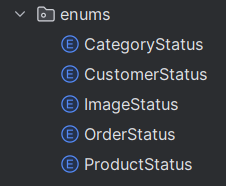 enums
E CategoryStatus
E CustomerStatus
E ImageStatus
E OrderStatus
E ProductStatus